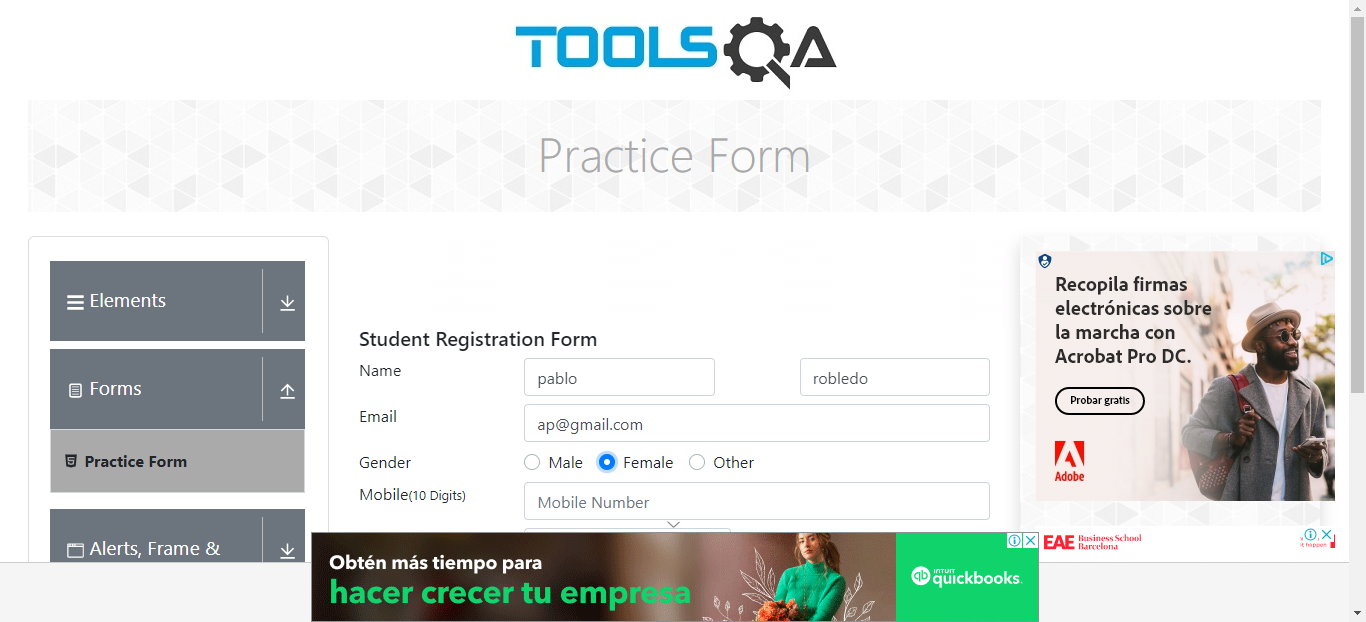 TOOLSQA
Practice Form
Elements
Forms
Practice Form
Alerts, Frame &
Student Registration Form
Name
pablo
robledo
Email
ap@gmail.com
Gender
Male
Female
Other
Mobile(10 Digits)
Mobile Number
Recopila firmas
electrónicas sobre
la marcha con
Acrobat Pro DC.
Probar gratis
Adobe
EAE Business School
Barcelona
Obtén más tiempo para
hacer crecer tu empresa
qb INTUIT
quickbooks.